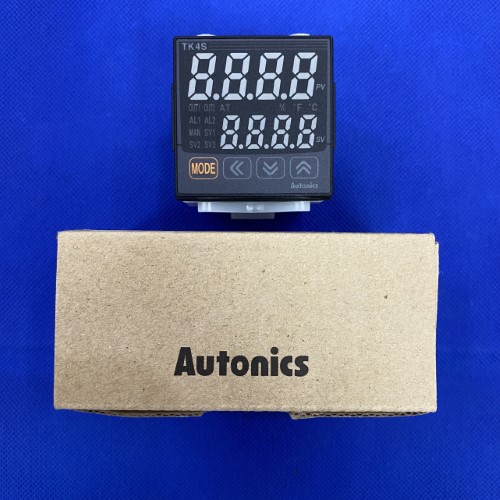 TK4S
8.8.8.8 PV
OUT1 OUT2 AT % °F °C
AL1 AL2
MAN SV1
SV2 SV3
8.8.8.8 SV
MODE
Autonics
Autonics